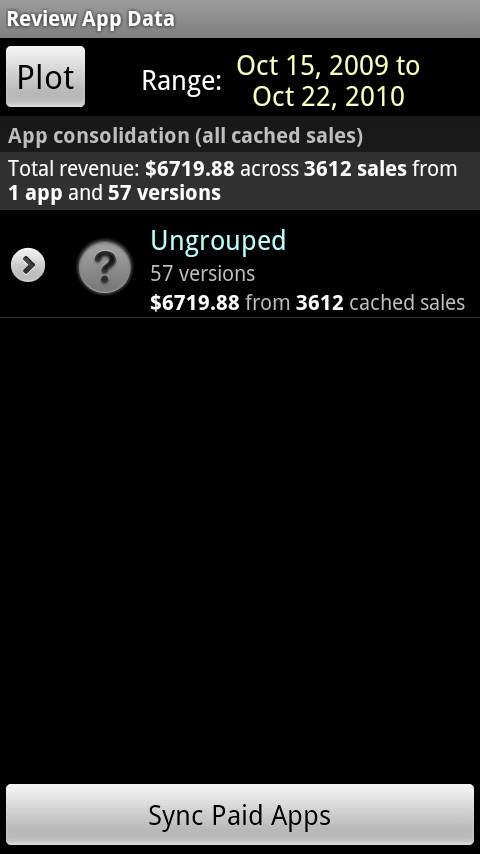 Review App Data
Plot
Range:
Oct 15, 2009 to
Oct 22, 2010
App consolidation (all cached sales)
Total revenue: $6719.88 across 3612 sales from
1 app and 57 versions
?
Ungrouped
57 versions
$6719.88 from 3612 cached sales
Sync Paid Apps